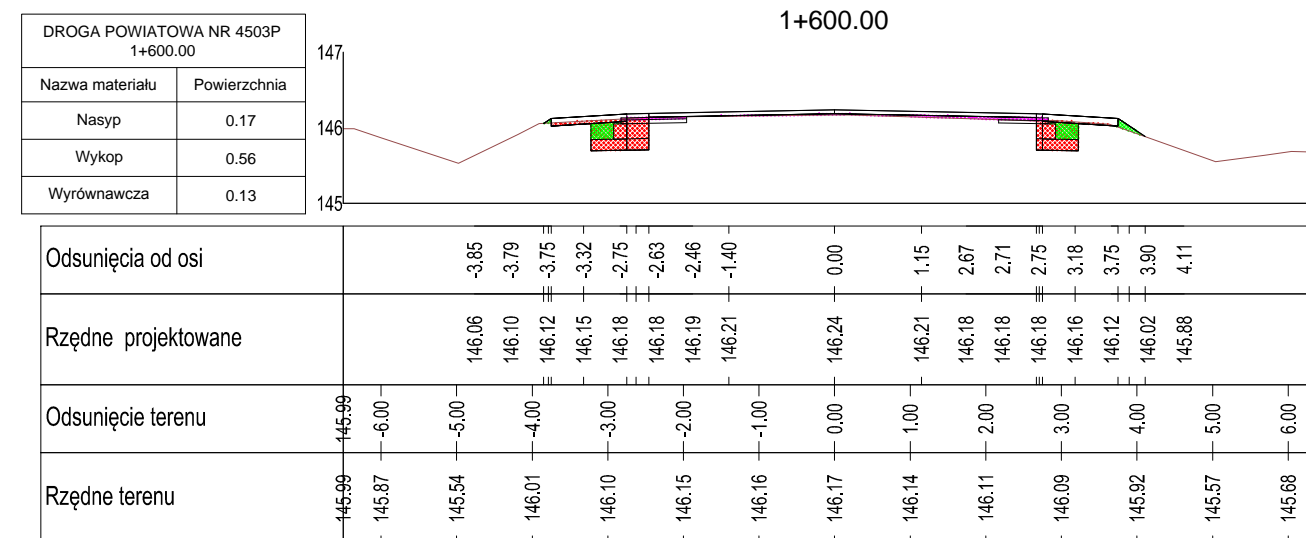 1+600.00
DROGA POWIATOWA NR 4503P
1+600.00
Nazwa materiału Powierzchnia
Nasyp 0.17
Wykop 0.56
Wyrównawcza 0.13
147
146
145
Odsunięcia od osi -3.85 -3.79 -3.75 -3.32 -2.75 -2.63 -2.46 -1.40 0.00 1.15 2.67 2.71 2.75 3.18 3.75 3.90 4.11
Rzędne projektowane 146.06 146.10 146.12 146.15 146.18 146.18 146.19 146.21 146.24 146.21 146.18 146.18 146.18 146.16 146.12 146.02 145.88
Odsunięcie terenu 145.99 -6.00 -5.00 -4.00 -3.00 -2.00 -1.00 0.00 1.00 2.00 3.00 4.00 5.00 6.00
Rzędne terenu 145.99 145.87 145.54 146.01 146.10 146.15 146.16 146.17 146.14 146.11 146.09 145.92 145.57 145.68